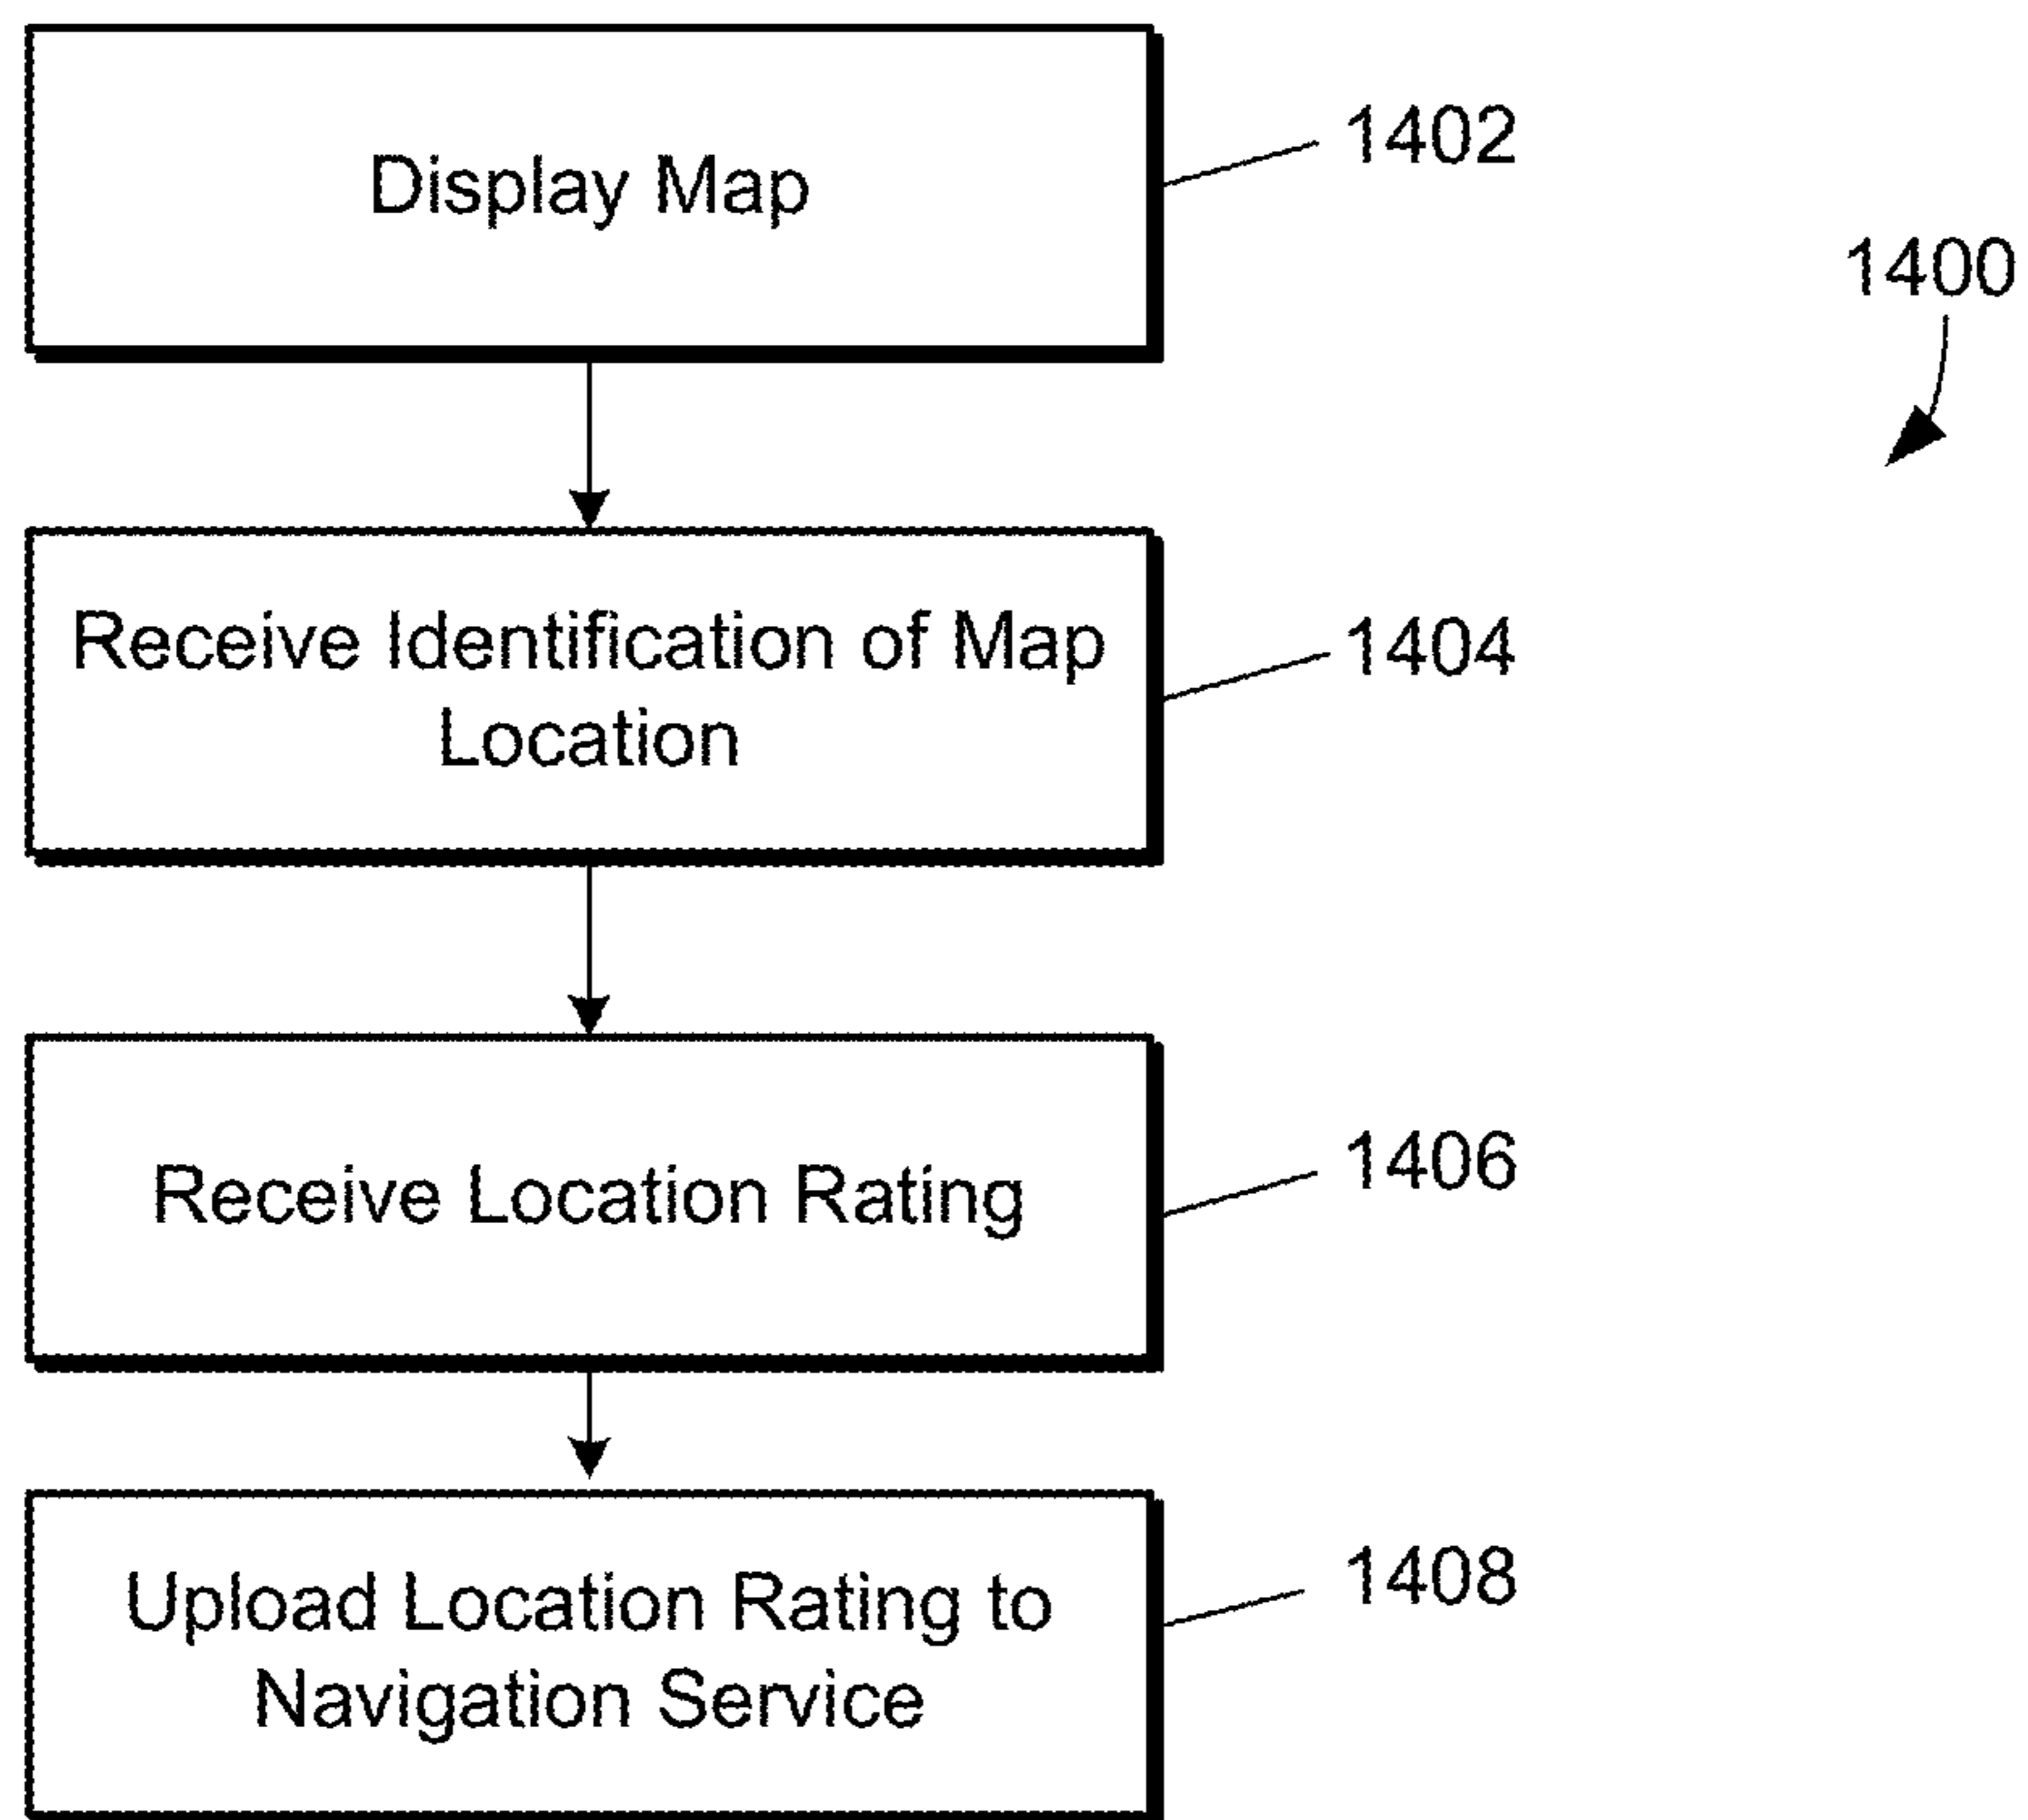 Display Map
1402
1400
Receive Identification of Map
Location
1404
Receive Location Rating
1406
Upload Location Rating to
Navigation Service
1408